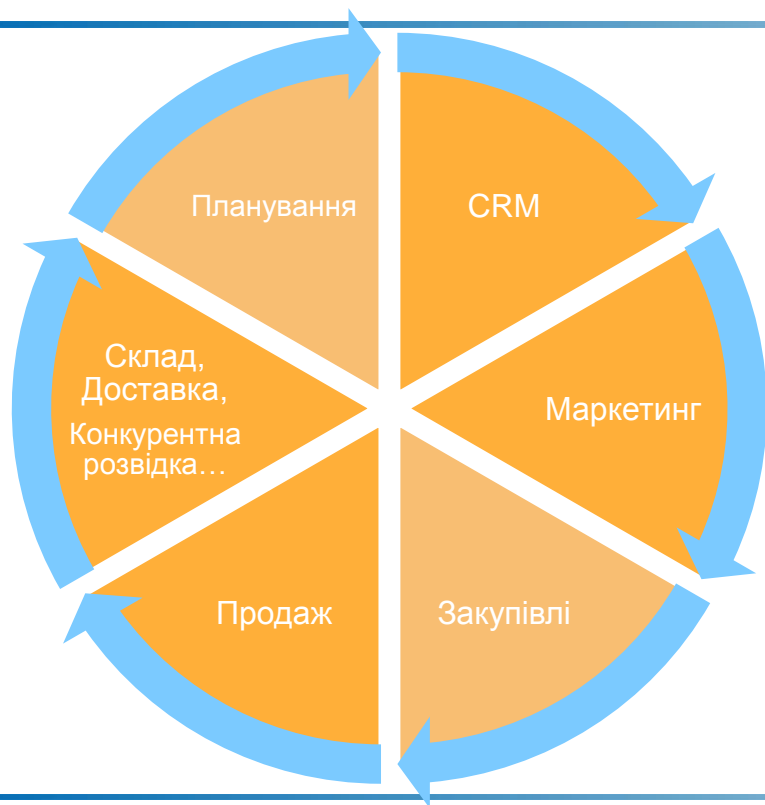 Планування
CRM
Склад,
Доставка,
Конкурентна
розвідка…
Маркетинг
Продаж
Закупівлі